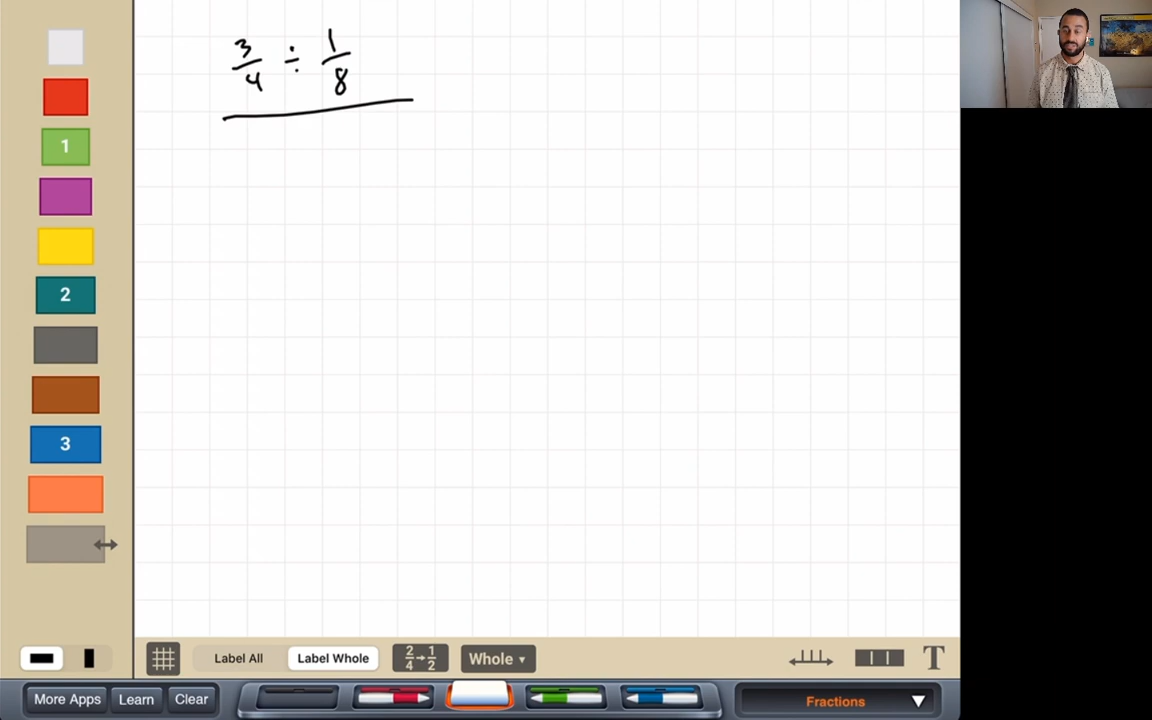 3/4 ÷ 1/8
1
2
3
Label All
Label Whole
2/4 → 1/2
Whole ▼
T
More Apps
Learn
Clear
Fractions ▼